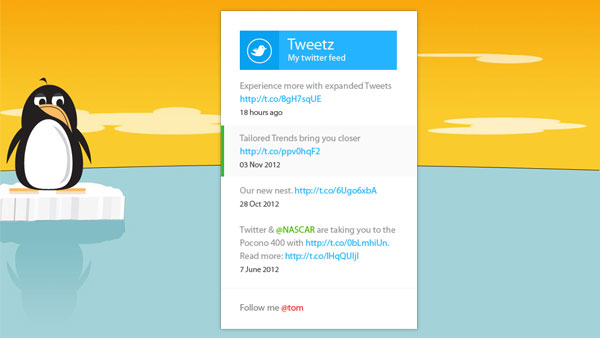 Tweetz
My twitter feed
Experience more with expanded Tweets
http://t.co/8gH7sqUE
18 hours ago
Tailored Trends bring you closer
http://t.co/ppv0hqF2
03 Nov 2012
Our new nest. http://t.co/6Ugo6xbA
28 Oct 2012
Twitter & @NASCAR are taking you to the
Pocono 400 with http://t.co/0bLmhiUn.
Read more: http://t.co/IHqQUIjI
7 June 2012
Follow me @tom